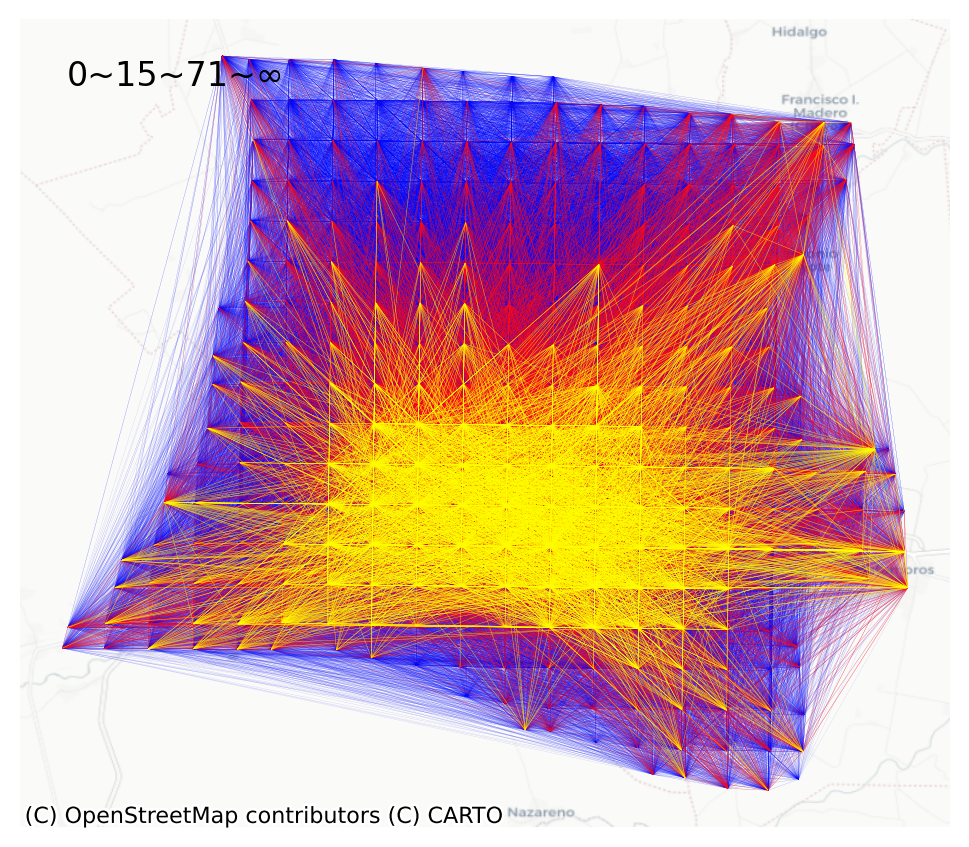 Hidalgo
0~15~71~∞
Francisco I.
Madero
Nazareno
(C) OpenStreetMap contributors (C) CARTO